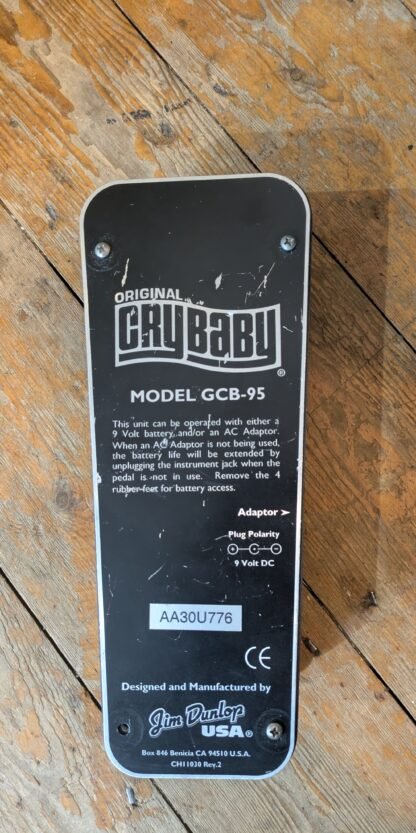 ORIGINAL
CRYBABY®
MODEL GCB-95
This unit can be operated with either a
9 Volt battery and/or an AC Adaptor.
When an AC Adaptor is not being used,
the battery life will be extended by
unplugging the instrument jack when the
pedal is not in use. Remove the 4
rubber feet for battery access.
Adaptor ➤
Plug Polarity
+ C −
9 Volt DC
AA30U776
CE
Designed and Manufactured by
Jim Dunlop
USA®
Box 846 Benicia CA 94510 U.S.A.
CH11030 Rev.2